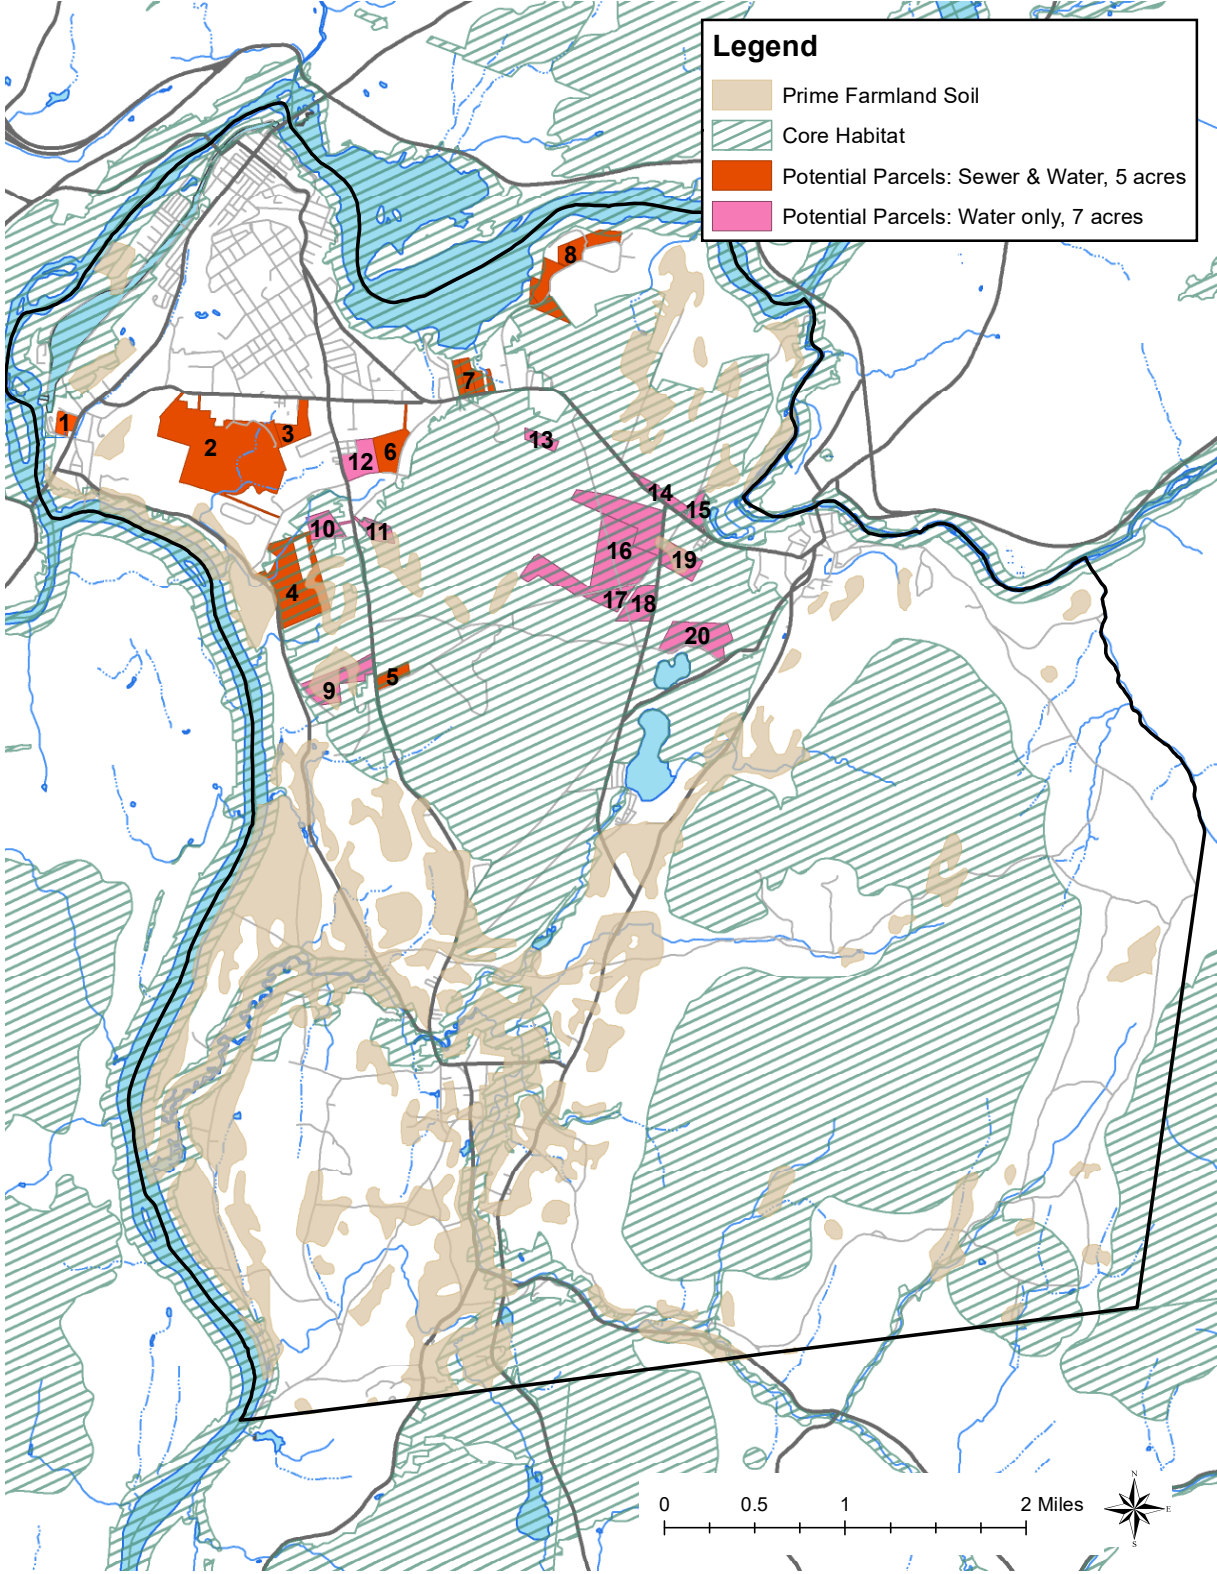 Legend
Prime Farmland Soil
Core Habitat
Potential Parcels: Sewer & Water, 5 acres
Potential Parcels: Water only, 7 acres
8
7
1
2
3
12
6
13
14
15
10
11
16
19
4
17
18
20
9
5
0 0.5 1 2 Miles
N
E
S